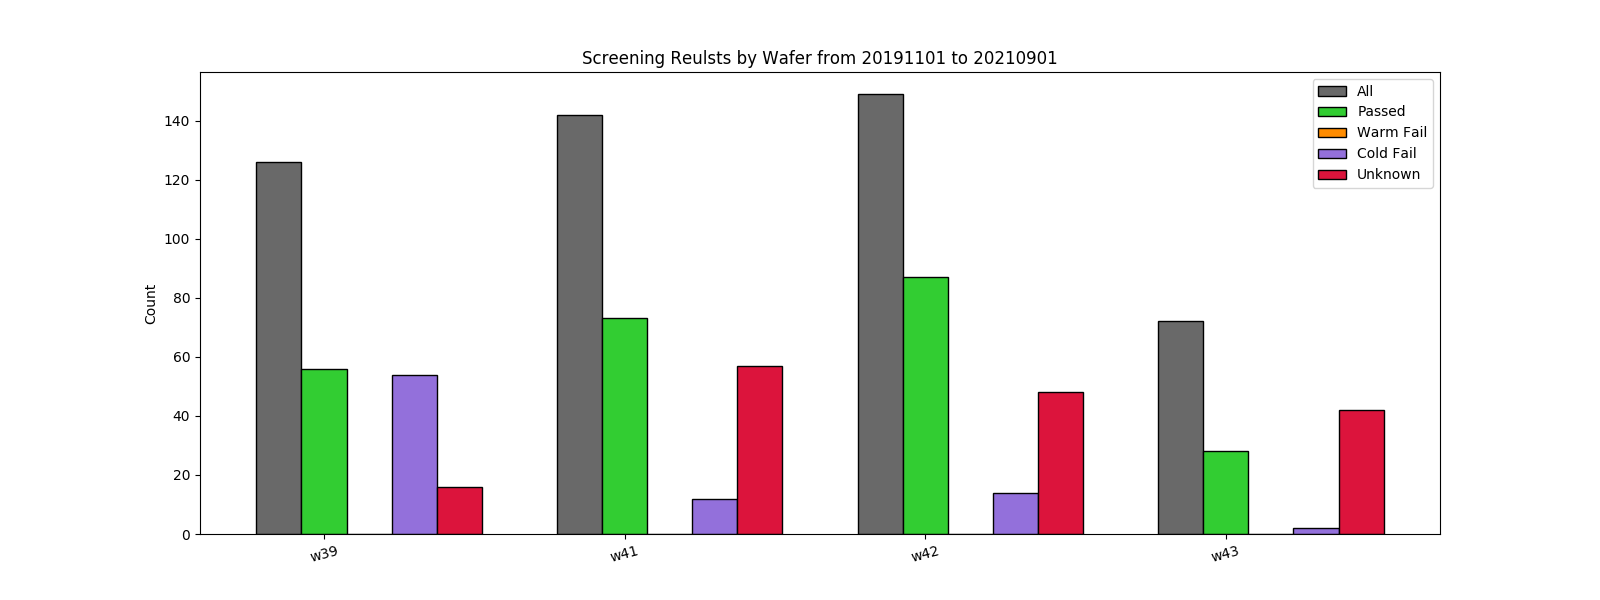 Screening Reulsts by Wafer from 20191101 to 20210901
All
Passed
Warm Fail
Cold Fail
Unknown
Count
140
120
100
80
60
40
20
0
w39
w41
w42
w43